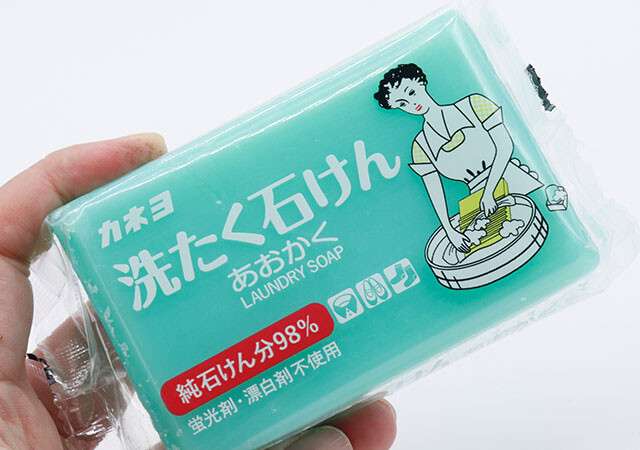 カネヨ
洗たく石けん
あおかく
LAUNDRY SOAP
純石けん分98%
蛍光剤・漂白剤不使用